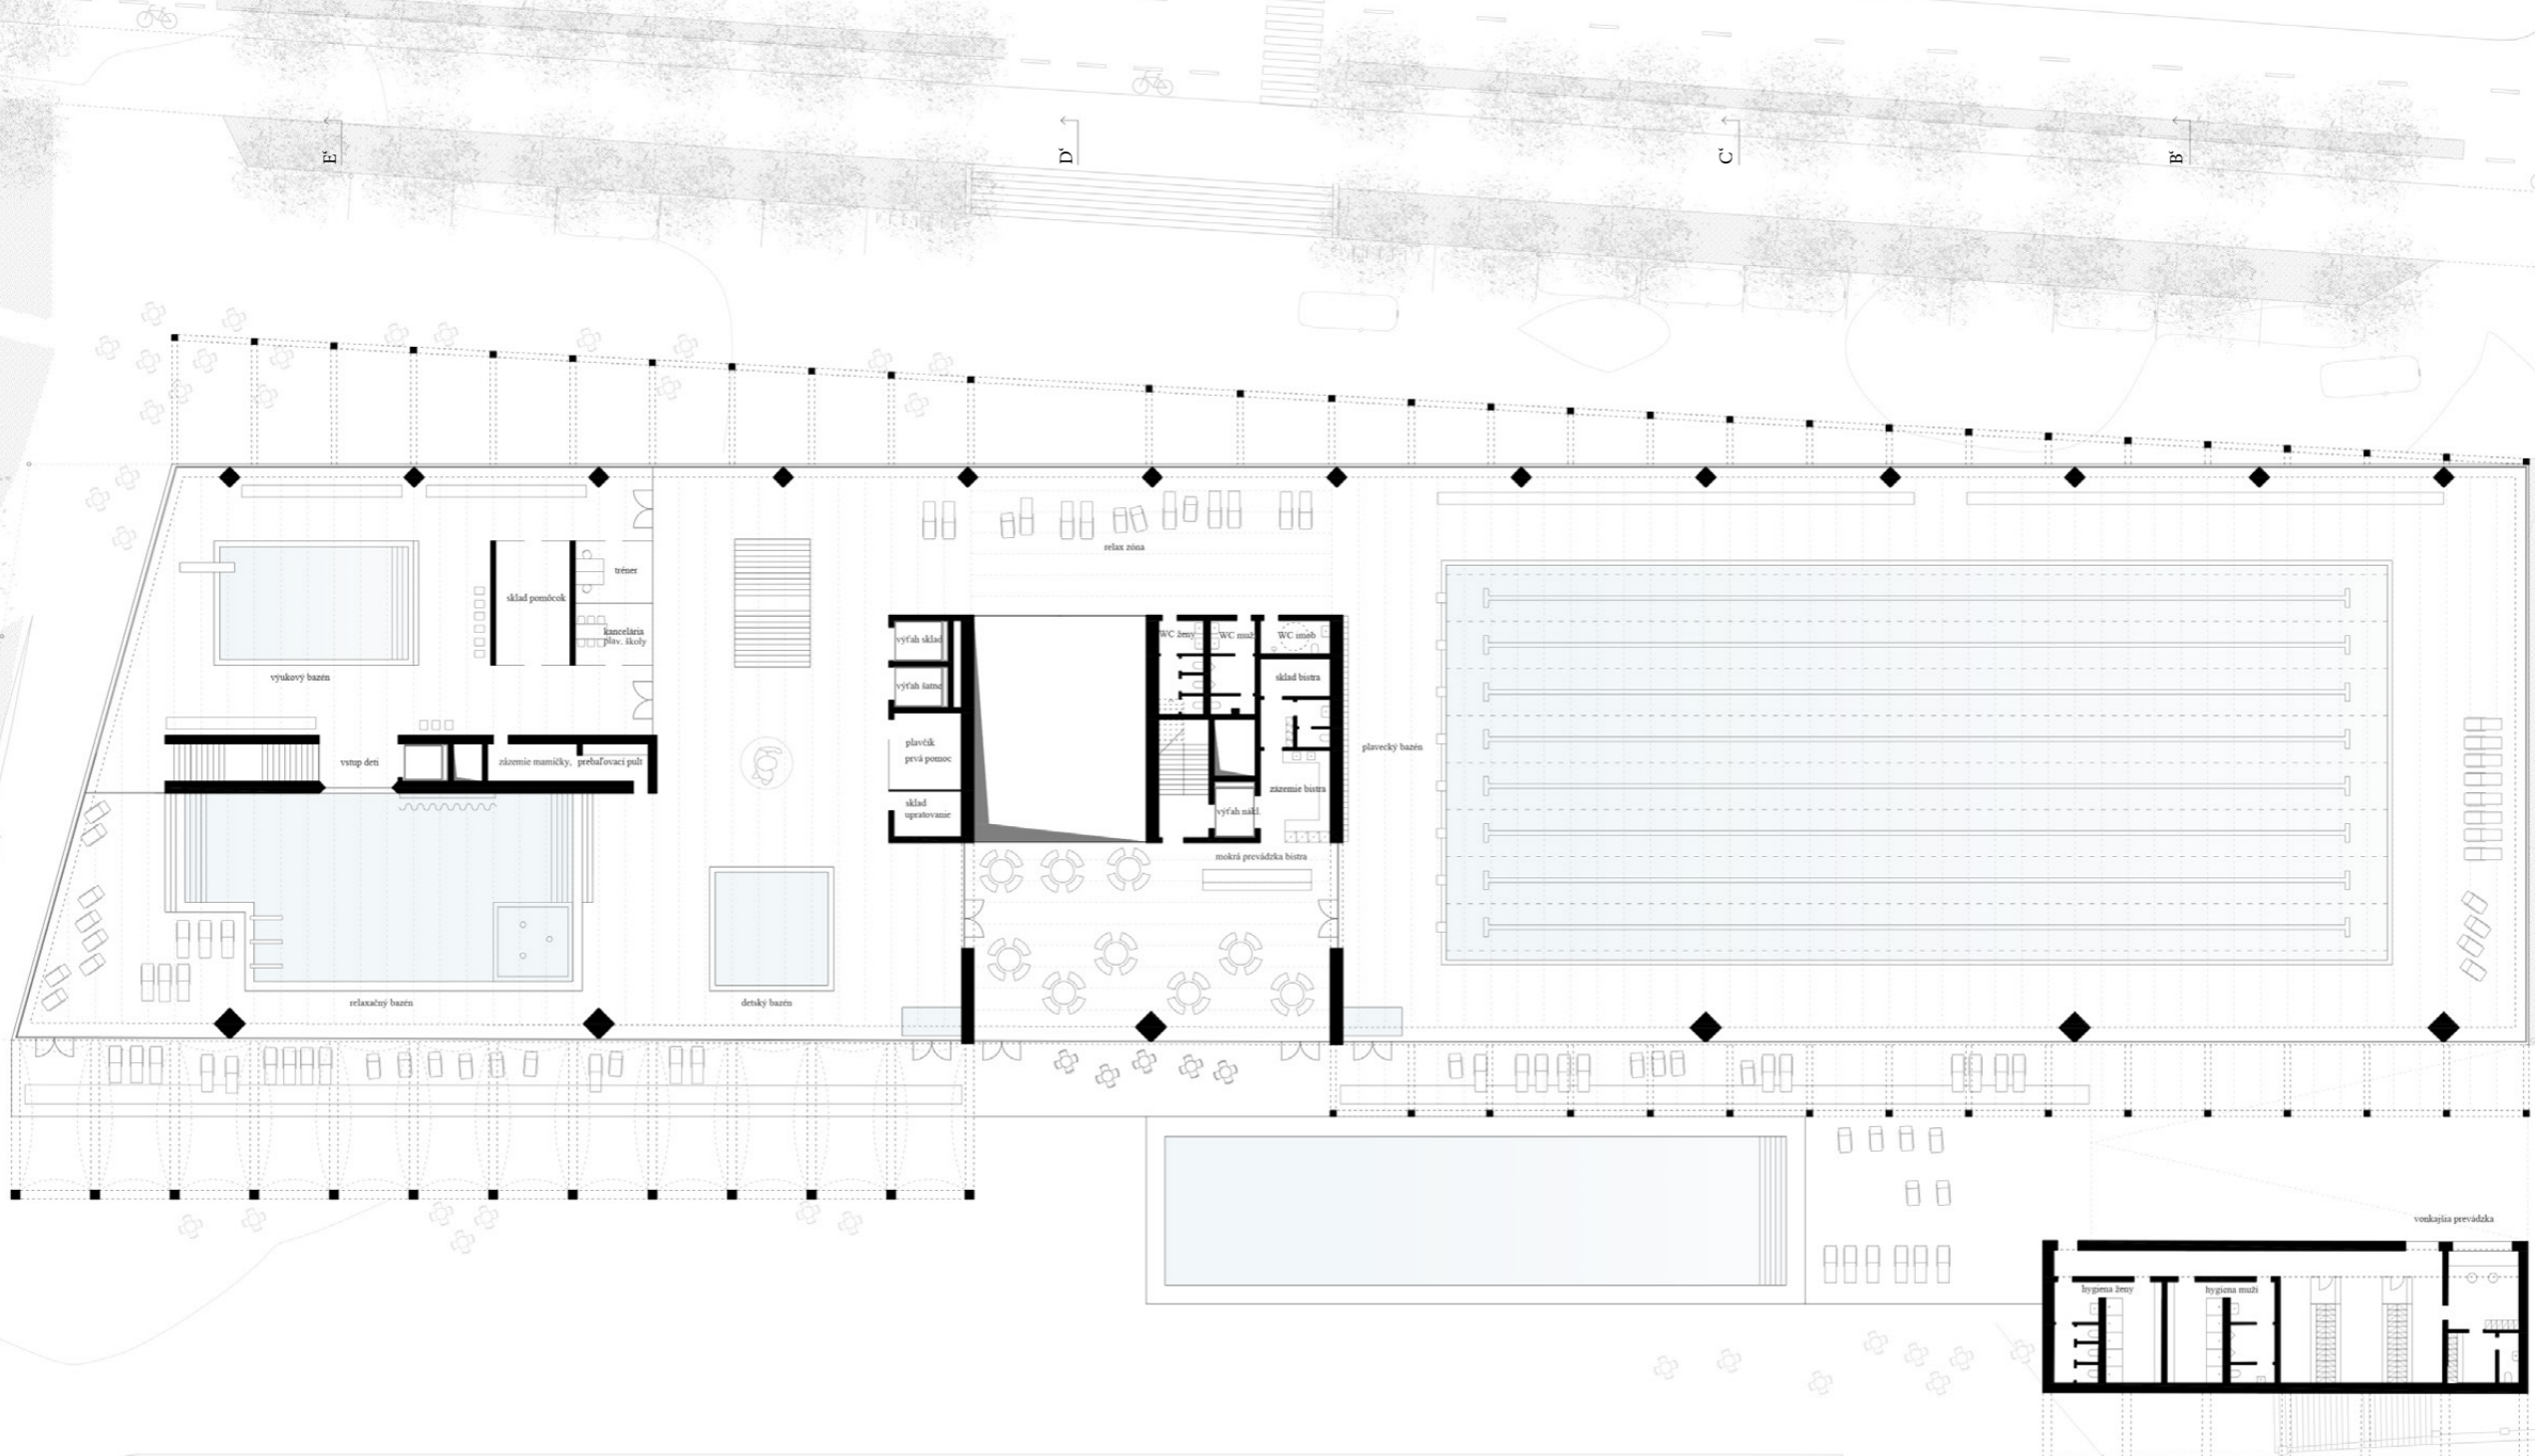 E‘
D‘
C‘
B‘
relax zóna
tréner
sklad pomôcok
kancelária
plav. školy
výukový bazén
výťah sklad
výťah šatne
WC ženy
WC muži
WC imob
sklad bistra
plavčík
prvá pomoc
sklad
upratovanie
vstup deti
zázemie mamičky, prebaľovací pult
plavecký bazén
zázemie bistra
výťah nákl.
mokrá prevádzka bistra
relaxačný bazén
detský bazén
vonkajšia prevádzka
hygiena ženy
hygiena muži